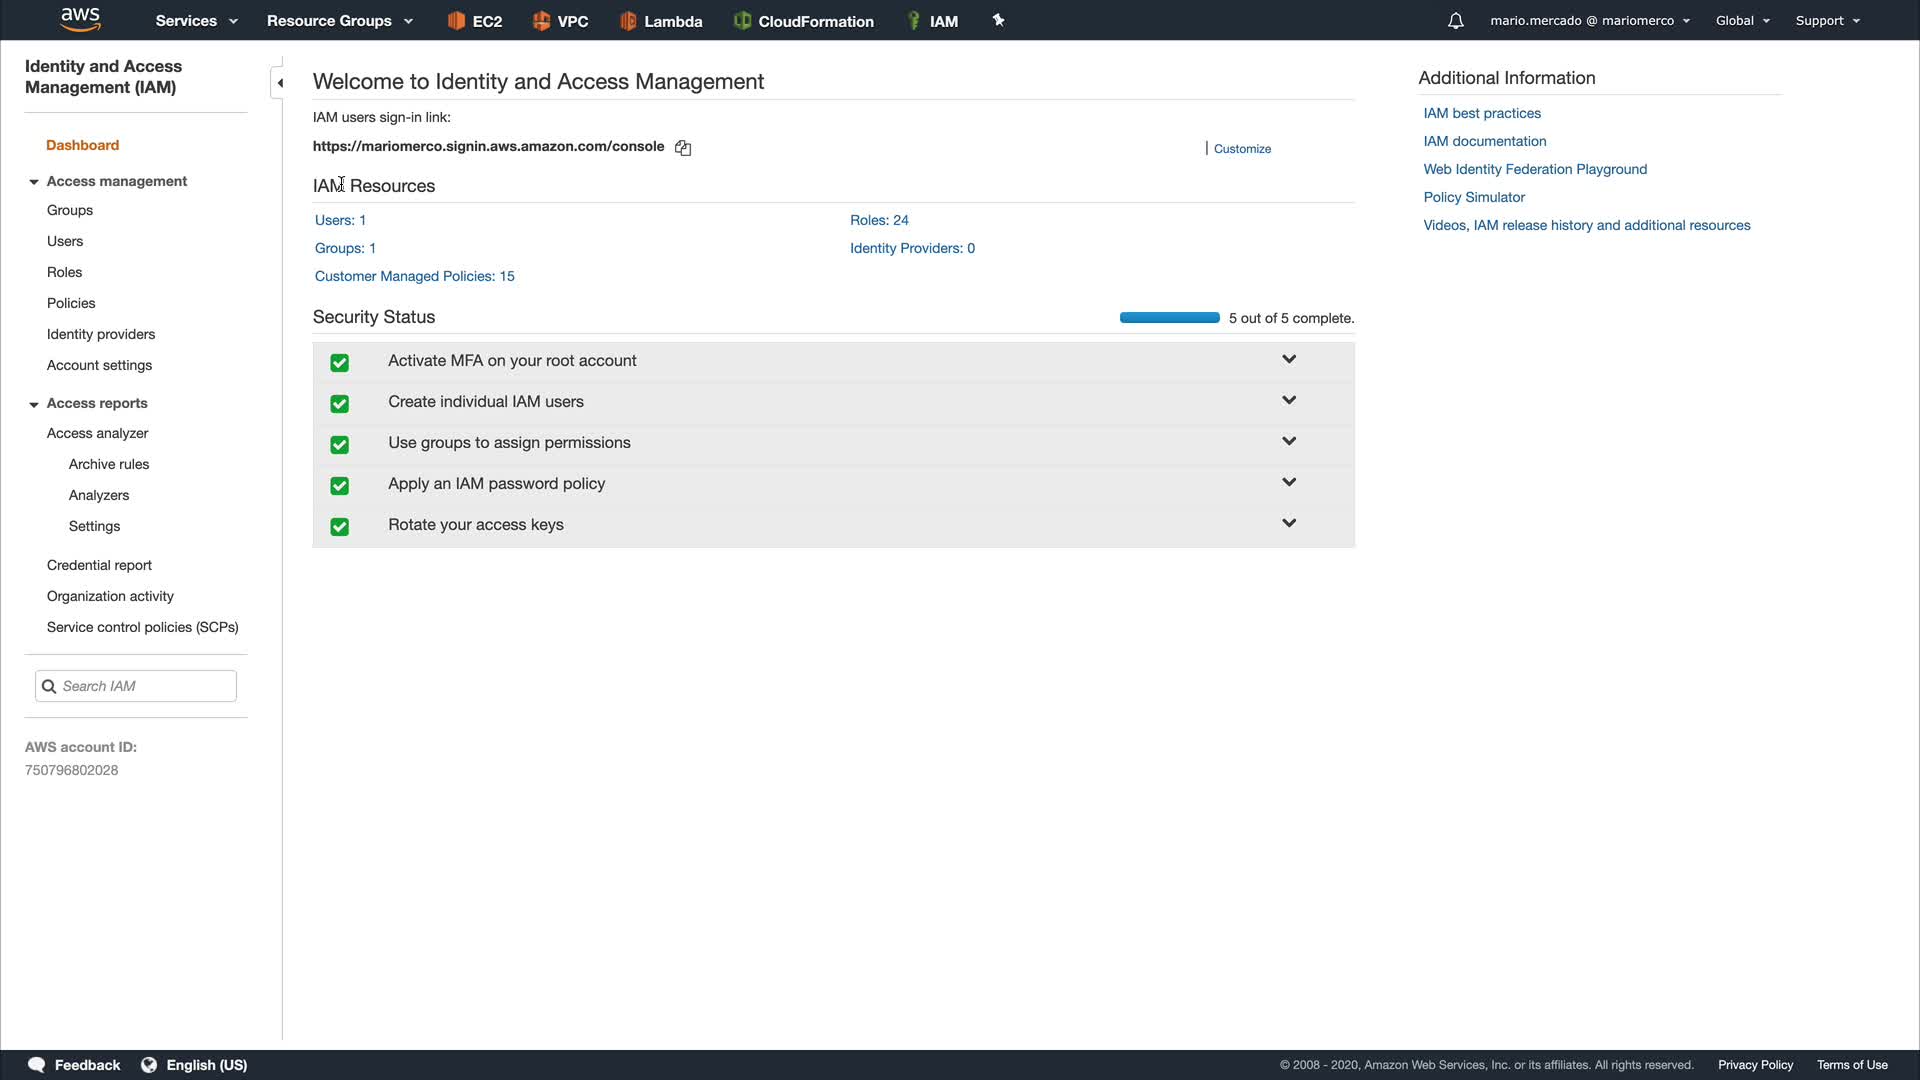 aws
Services
Resource Groups
EC2
VPC
Lambda
CloudFormation
IAM
mario.mercado @ mariomerco
Global
Support
Identity and Access
Management (IAM)
Dashboard
Access management
Groups
Users
Roles
Policies
Identity providers
Account settings
Access reports
Access analyzer
Archive rules
Analyzers
Settings
Credential report
Organization activity
Service control policies (SCPs)
Search IAM
AWS account ID:
750796802028
Welcome to Identity and Access Management
IAM users sign-in link:
https://mariomerco.signin.aws.amazon.com/console
| Customize
IAM Resources
Users: 1
Roles: 24
Groups: 1
Identity Providers: 0
Customer Managed Policies: 15
Security Status
5 out of 5 complete.
Activate MFA on your root account
Create individual IAM users
Use groups to assign permissions
Apply an IAM password policy
Rotate your access keys
Additional Information
IAM best practices
IAM documentation
Web Identity Federation Playground
Policy Simulator
Videos, IAM release history and additional resources
Feedback
English (US)
© 2008 - 2020, Amazon Web Services, Inc. or its affiliates. All rights reserved.
Privacy Policy
Terms of Use